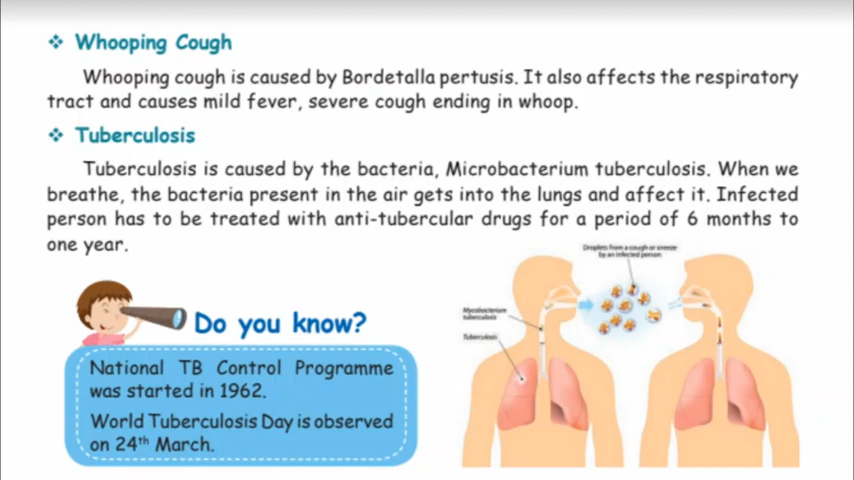 ❖ Whooping Cough
Whooping cough is caused by Bordetalla pertusis. It also affects the respiratory
tract and causes mild fever, severe cough ending in whoop.
❖ Tuberculosis
Tuberculosis is caused by the bacteria, Microbacterium tuberculosis. When we
breathe, the bacteria present in the air gets into the lungs and affect it. Infected
person has to be treated with anti-tubercular drugs for a period of 6 months to
one year.
Droplets from a cough or sneeze
by an infected person
Mycobacterium
tuberculosis
Tuberculosis
Do you know?
National TB Control Programme
was started in 1962.
World Tuberculosis Day is observed
on 24th March.